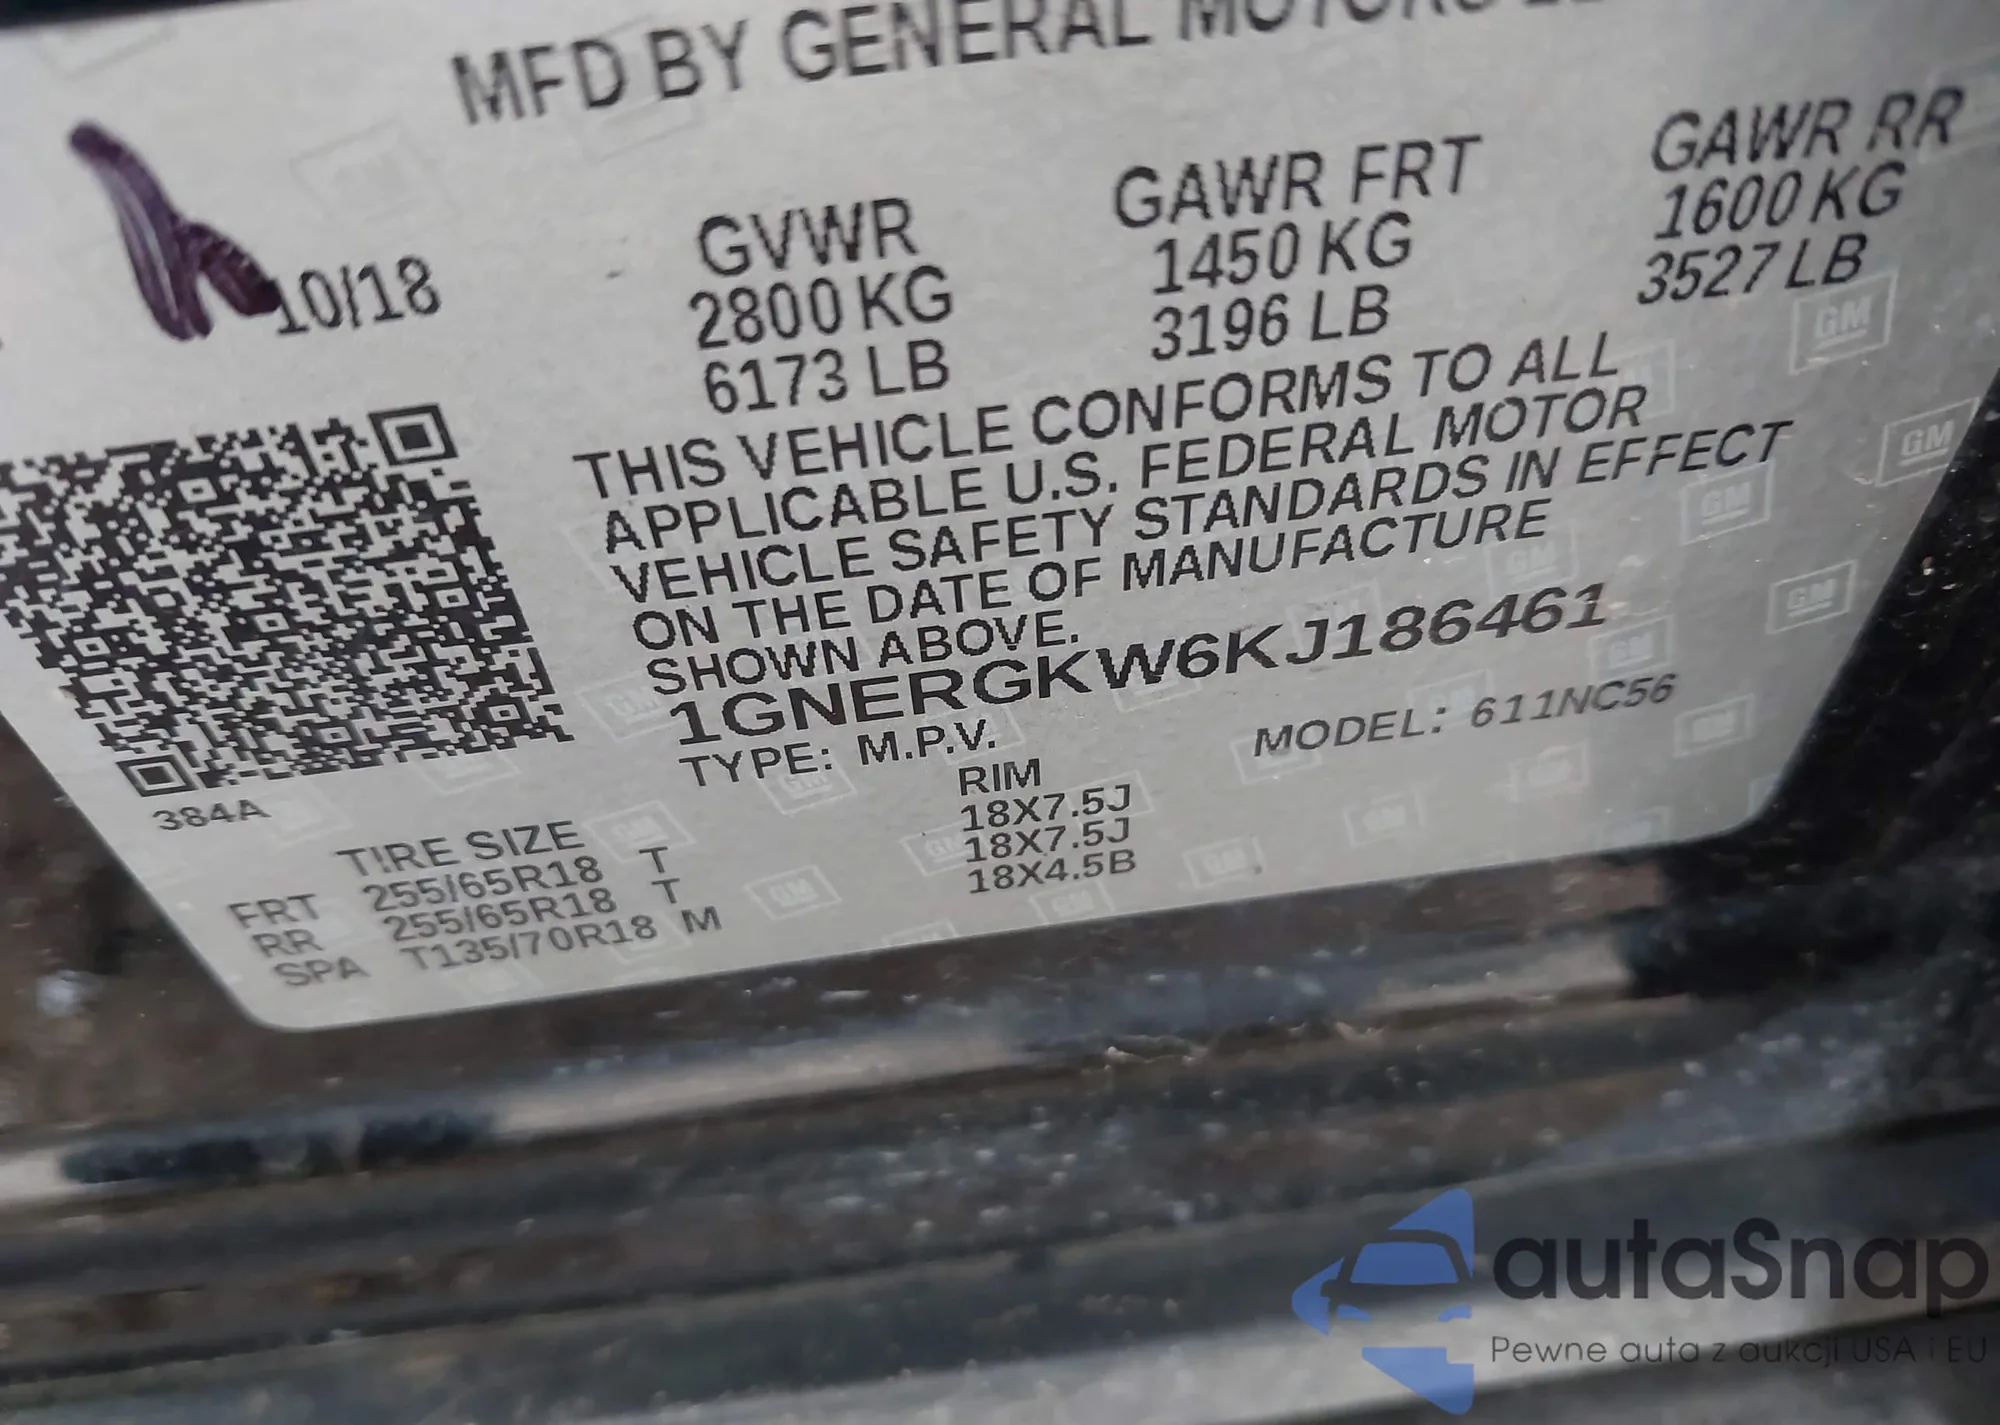 MFD BY GENERAL MOTORS
10/18
GVWR
2800 KG
6173 LB
GAWR FRT
1450 KG
3196 LB
GAWR RR
1600 KG
3527 LB
THIS VEHICLE CONFORMS TO ALL
APPLICABLE U.S. FEDERAL MOTOR
VEHICLE SAFETY STANDARDS IN EFFECT
ON THE DATE OF MANUFACTURE
SHOWN ABOVE.
1GNERGKW6KJ186461
TYPE: M.P.V. MODEL: 611NC56
384A
TIRE SIZE RIM
FRT 255/65R18 T 18X7.5J
RR 255/65R18 T 18X7.5J
SPA T135/70R18 M 18X4.5B
autaSnap
Pewne auta z aukcji USA i EU